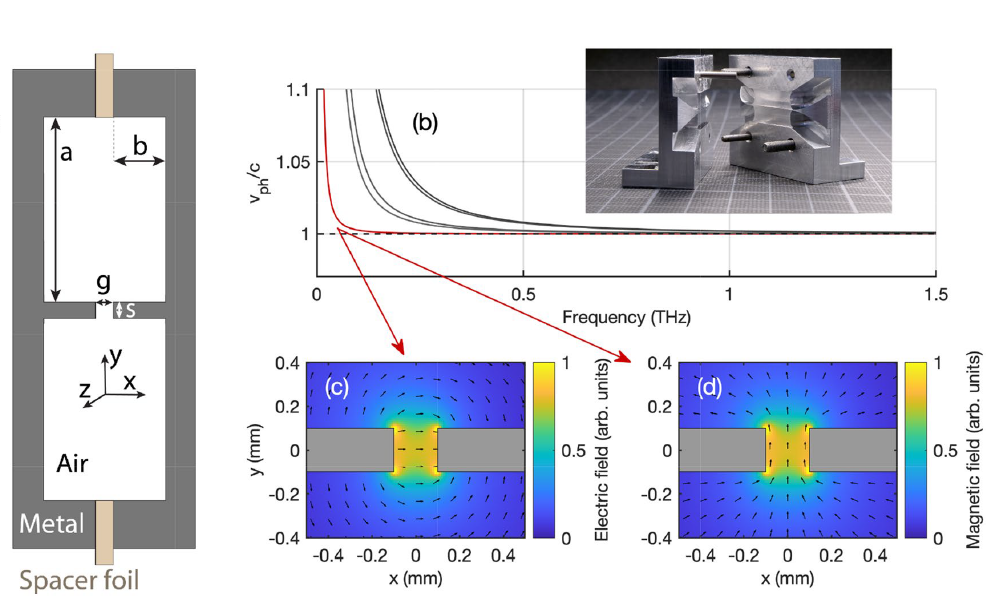 a
b
g
s
y
z
x
Air
Metal
Spacer foil
(b)
1.1
1.05
1
v_ph/c
0
0.5
1
1.5
Frequency (THz)
(c)
0.4
0.2
0
-0.2
-0.4
y (mm)
-0.4 -0.2 0 0.2 0.4
x (mm)
1
0.5
0
Electric field (arb. units)
(d)
0.4
0.2
0
-0.2
-0.4
-0.4 -0.2 0 0.2 0.4
x (mm)
1
0.5
0
Magnetic field (arb. units)